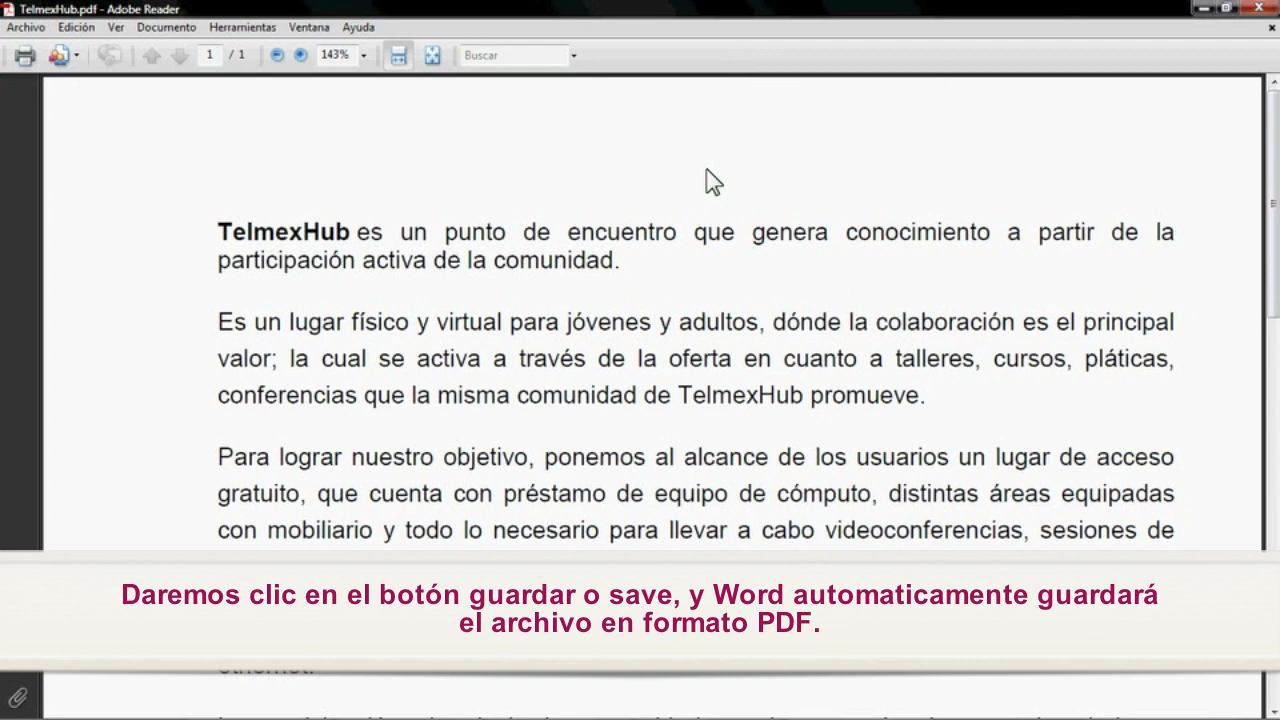 TelmexHub.pdf - Adobe Reader
Archivo Edición Ver Documento Herramientas Ventana Ayuda
1 / 1 143% Buscar
TelmexHub es un punto de encuentro que genera conocimiento a partir de la
participación activa de la comunidad.
Es un lugar físico y virtual para jóvenes y adultos, dónde la colaboración es el principal
valor; la cual se activa a través de la oferta en cuanto a talleres, cursos, pláticas,
conferencias que la misma comunidad de TelmexHub promueve.
Para lograr nuestro objetivo, ponemos al alcance de los usuarios un lugar de acceso
gratuito, que cuenta con préstamo de equipo de cómputo, distintas áreas equipadas
con mobiliario y todo lo necesario para llevar a cabo videoconferencias, sesiones de
Daremos clic en el botón guardar o save, y Word automaticamente guardará
el archivo en formato PDF.